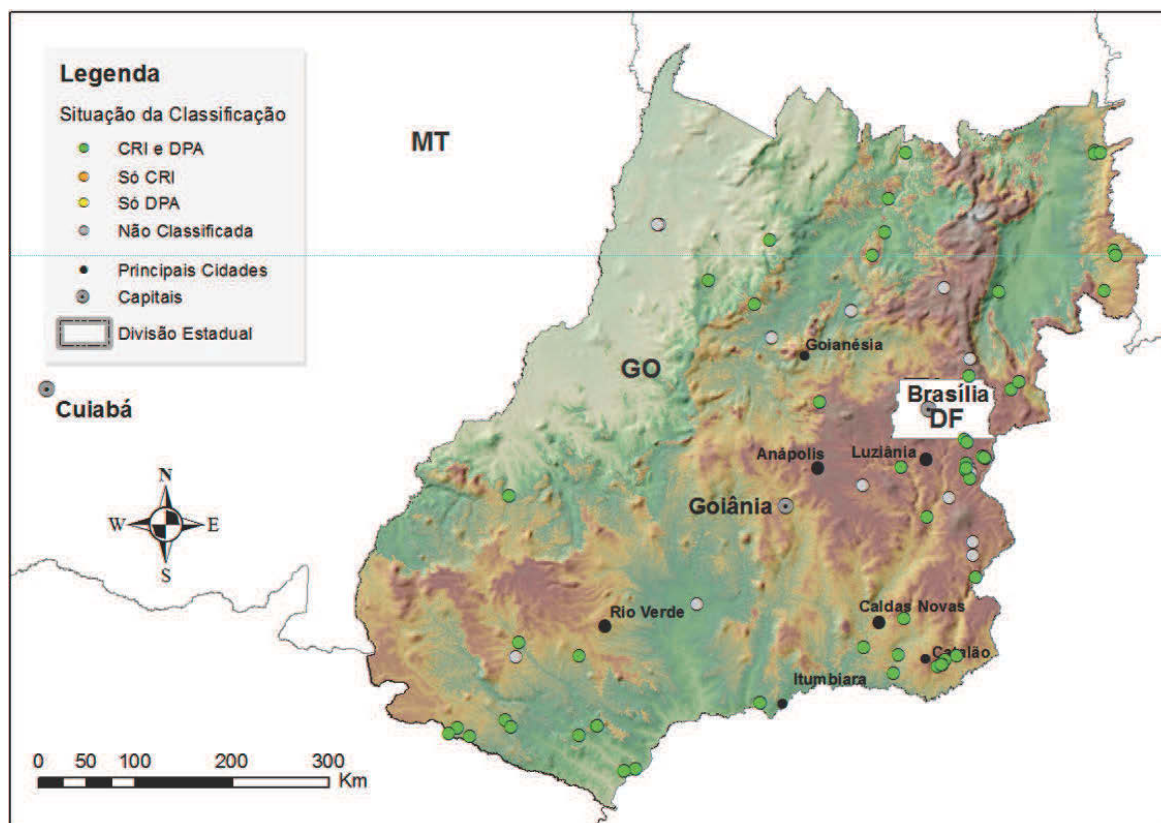 Legenda
Situação da Classificação
CRI e DPA
Só CRI
Só DPA
Não Classificada
Principais Cidades
Capitais
Divisão Estadual
MT
Cuiabá
GO
Goianésia
Brasília
DF
Anápolis
Luziânia
Goiânia
N
W
E
S
Rio Verde
Caldas Novas
Catalão
Itumbiara
0 50 100 200 300
Km